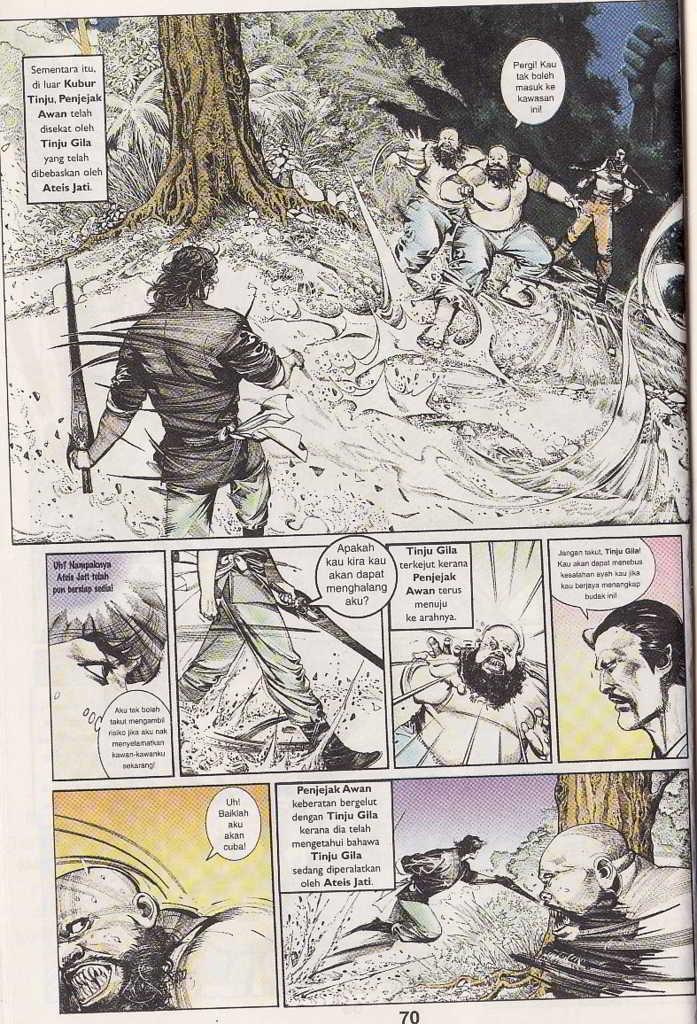 Sementara itu,
di luar Kubur
Tinju, Penjejak
Awan telah
disekat oleh
Tinju Gila
yang telah
dibebaskan oleh
Ateis Jati.
Pergi! Kau
tak boleh
masuk ke
kawasan
ini!
Uh! Nampaknya
Ateis Jati telah
pun bersiap sedia!
Aku tak boleh
takut mengambil
risiko jika aku nak
menyelamatkan
kawan-kawanku
sekarang!
Apakah
kau kira kau
akan dapat
menghalang
aku?
Tinju Gila
terkejut kerana
Penjejak
Awan terus
menuju
ke arahnya.
Jangan takut, Tinju Gila!
Kau akan dapat menebus
kesalahan ayah kau jika
kau berjaya menangkap
budak ini!
Uh!
Baiklah
aku
akan
cuba!
Penjejak Awan
keberatan bergelut
dengan Tinju Gila
kerana dia telah
mengetahui bahawa
Tinju Gila
sedang diperalatkan
oleh Ateis Jati.
70